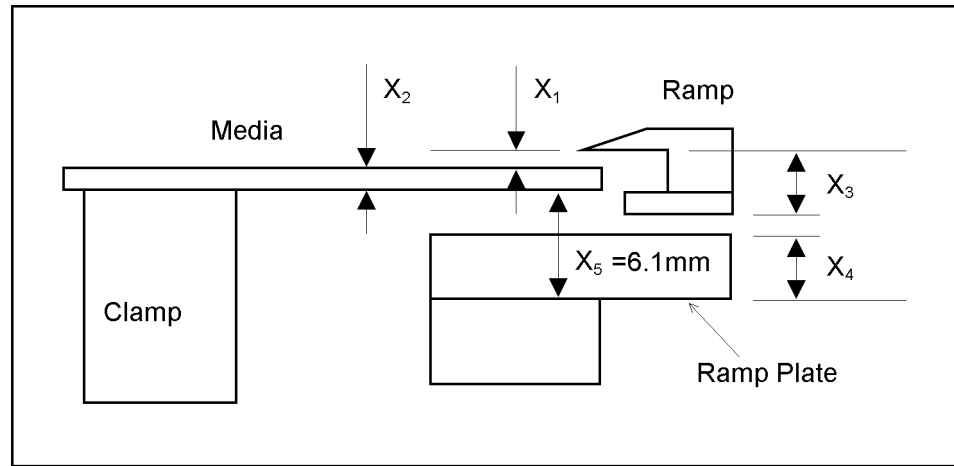 X₂
X₁
Ramp
Media
X₃
X₅ =6.1mm
X₄
Clamp
Ramp Plate